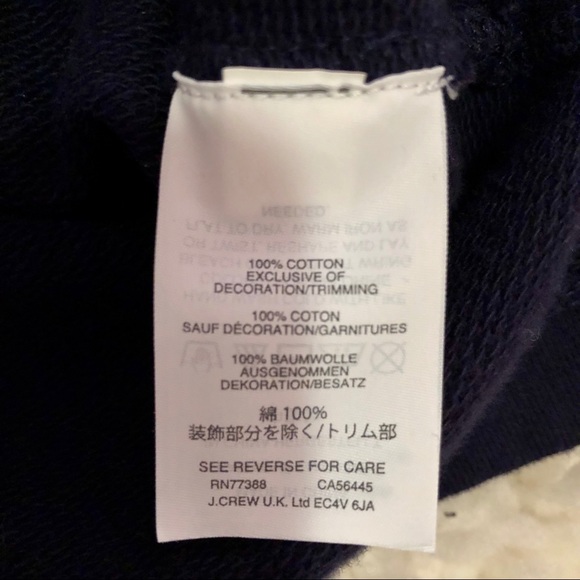 100% COTTON
EXCLUSIVE OF
DECORATION/TRIMMING
100% COTON
SAUF DÉCORATION/GARNITURES
100% BAUMWOLLE
AUSGENOMMEN
DEKORATION/BESATZ
綿 100%
装飾部分を除く/トリム部
SEE REVERSE FOR CARE
RN77388 CA56445
J.CREW U.K. Ltd EC4V 6JA